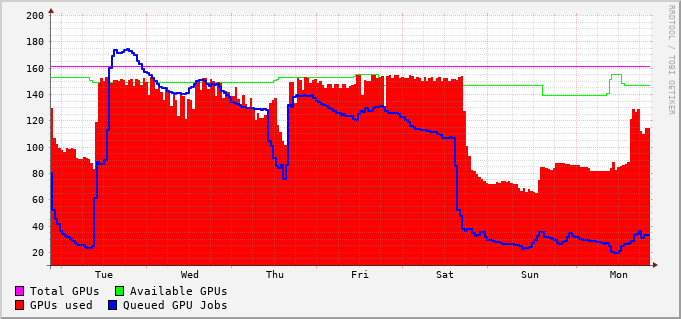 RRDTOOL / TOBI OETIKER
200
180
160
140
120
100
80
60
40
20
Tue Wed Thu Fri Sat Sun Mon
Total GPUs Available GPUs
GPUs used Queued GPU Jobs